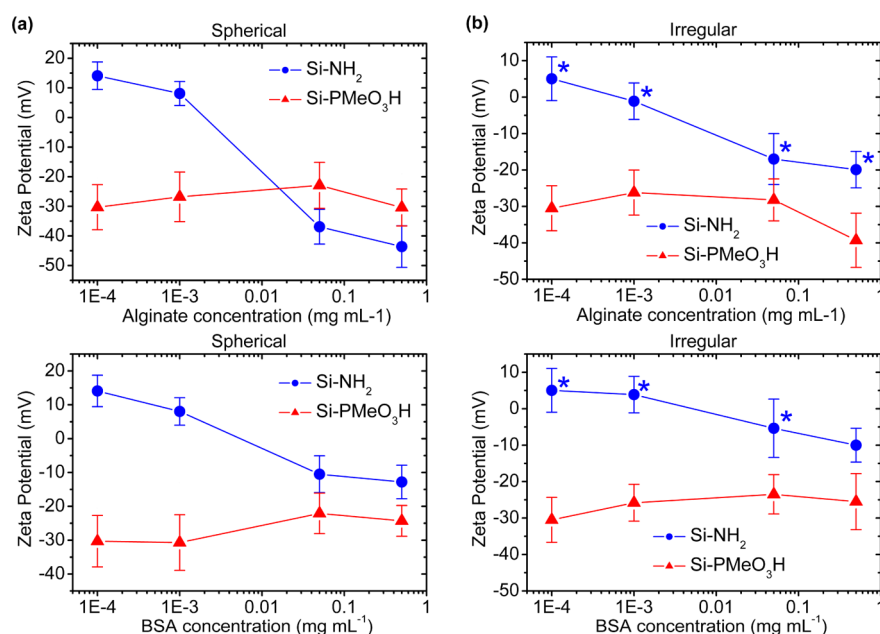 (a)
Spherical
20
10
0
-10
-20
-30
-40
-50
Zeta Potential (mV)
Si-NH2
Si-PMeO3H
1E-4 1E-3 0.01 0.1 1
Alginate concentration (mg mL-1)
(b)
Irregular
10
0
-10
-20
-30
-40
-50
Zeta Potential (mV)
* * * *
Si-NH2
Si-PMeO3H
1E-4 1E-3 0.01 0.1 1
Alginate concentration (mg mL-1)
Spherical
20
10
0
-10
-20
-30
-40
-50
Zeta Potential (mV)
Si-NH2
Si-PMeO3H
1E-4 1E-3 0.01 0.1 1
BSA concentration (mg mL-1)
Irregular
10
0
-10
-20
-30
-40
-50
Zeta Potential (mV)
* * *
Si-NH2
Si-PMeO3H
1E-4 1E-3 0.01 0.1 1
BSA concentration (mg mL-1)